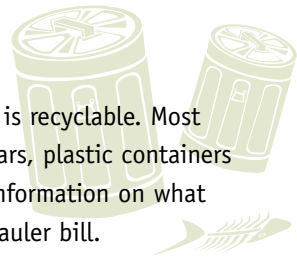 is recyclable. Most
ars, plastic containers
nformation on what
auler bill.